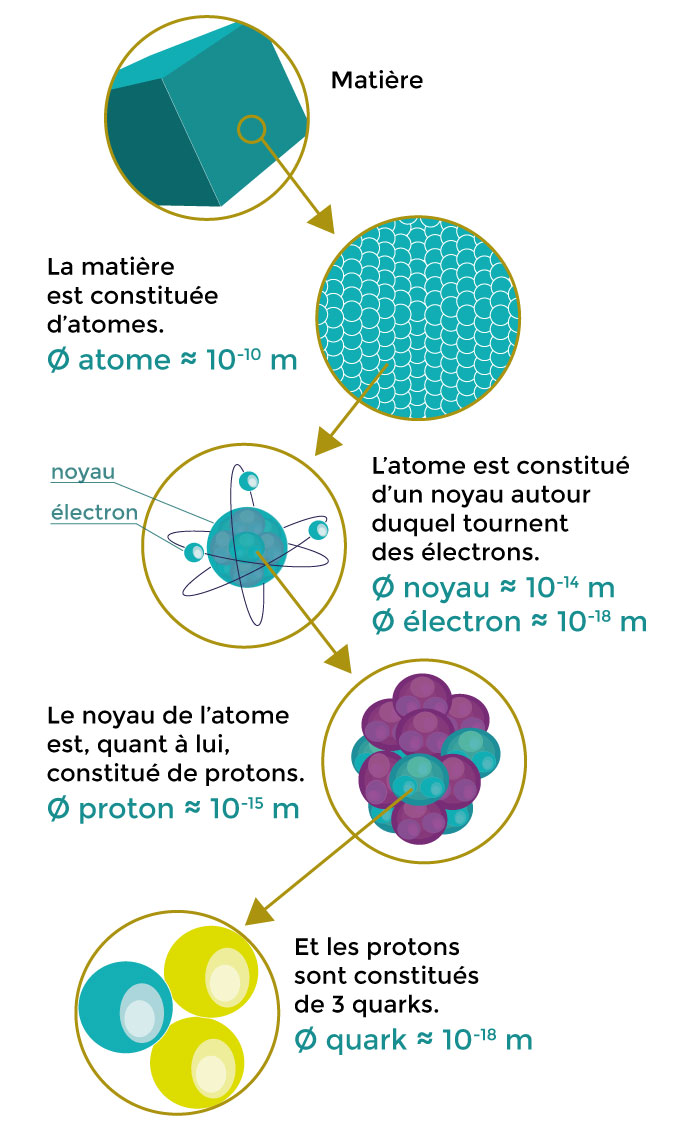 Matière
La matière
est constituée
d’atomes.
Ø atome ≈ 10⁻¹⁰ m
noyau
électron
L’atome est constitué
d’un noyau autour
duquel tournent
des électrons.
Ø noyau ≈ 10⁻¹⁴ m
Ø électron ≈ 10⁻¹⁸ m
Le noyau de l’atome
est, quant à lui,
constitué de protons.
Ø proton ≈ 10⁻¹⁵ m
Et les protons
sont constitués
de 3 quarks.
Ø quark ≈ 10⁻¹⁸ m